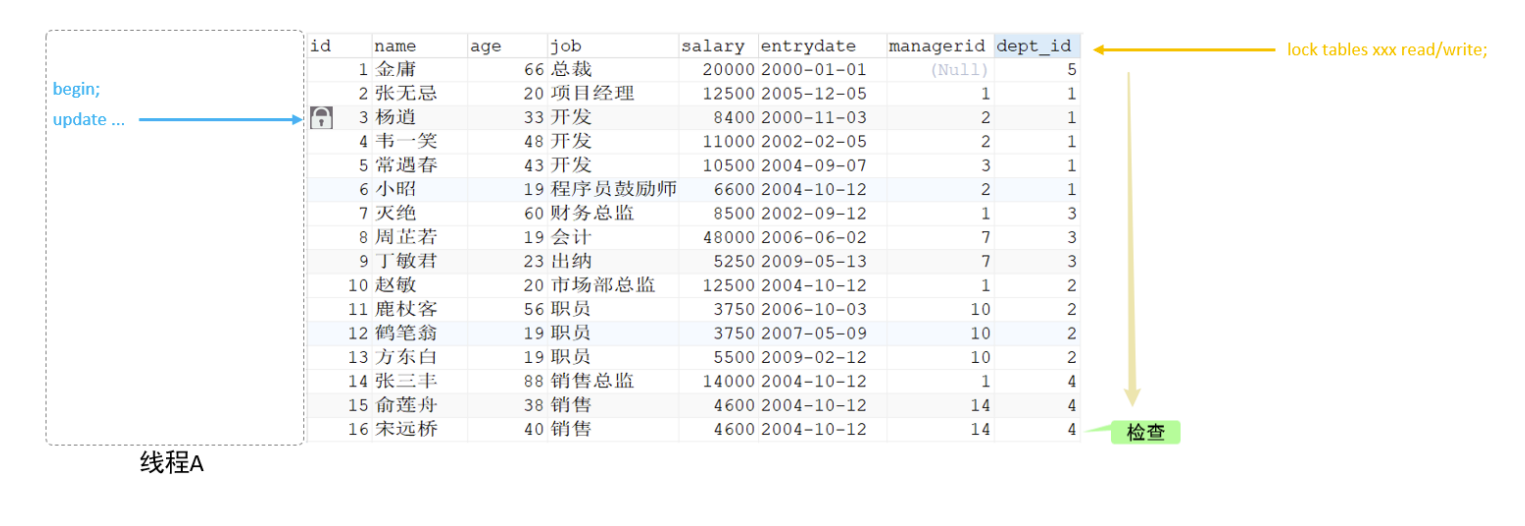 id name age job salary entrydate managerid dept_id
lock tables xxx read/write;
1 金庸 66 总裁 20000 2000-01-01 (Null) 5
begin;
2 张无忌 20 项目经理 12500 2005-12-05 1 1
update ...
3 杨逍 33 开发 8400 2000-11-03 2 1
4 韦一笑 48 开发 11000 2002-02-05 2 1
5 常遇春 43 开发 10500 2004-09-07 3 1
6 小昭 19 程序员鼓励师 6600 2004-10-12 2 1
7 灭绝 60 财务总监 8500 2002-09-12 1 3
8 周芷若 19 会计 48000 2006-06-02 7 3
9 丁敏君 23 出纳 5250 2009-05-13 7 3
10 赵敏 20 市场部总监 12500 2004-10-12 1 2
11 鹿杖客 56 职员 3750 2006-10-03 10 2
12 鹤笔翁 19 职员 3750 2007-05-09 10 2
13 方东白 19 职员 5500 2009-02-12 10 2
14 张三丰 88 销售总监 14000 2004-10-12 1 4
15 俞莲舟 38 销售 4600 2004-10-12 14 4
16 宋远桥 40 销售 4600 2004-10-12 14 4
检查
线程A